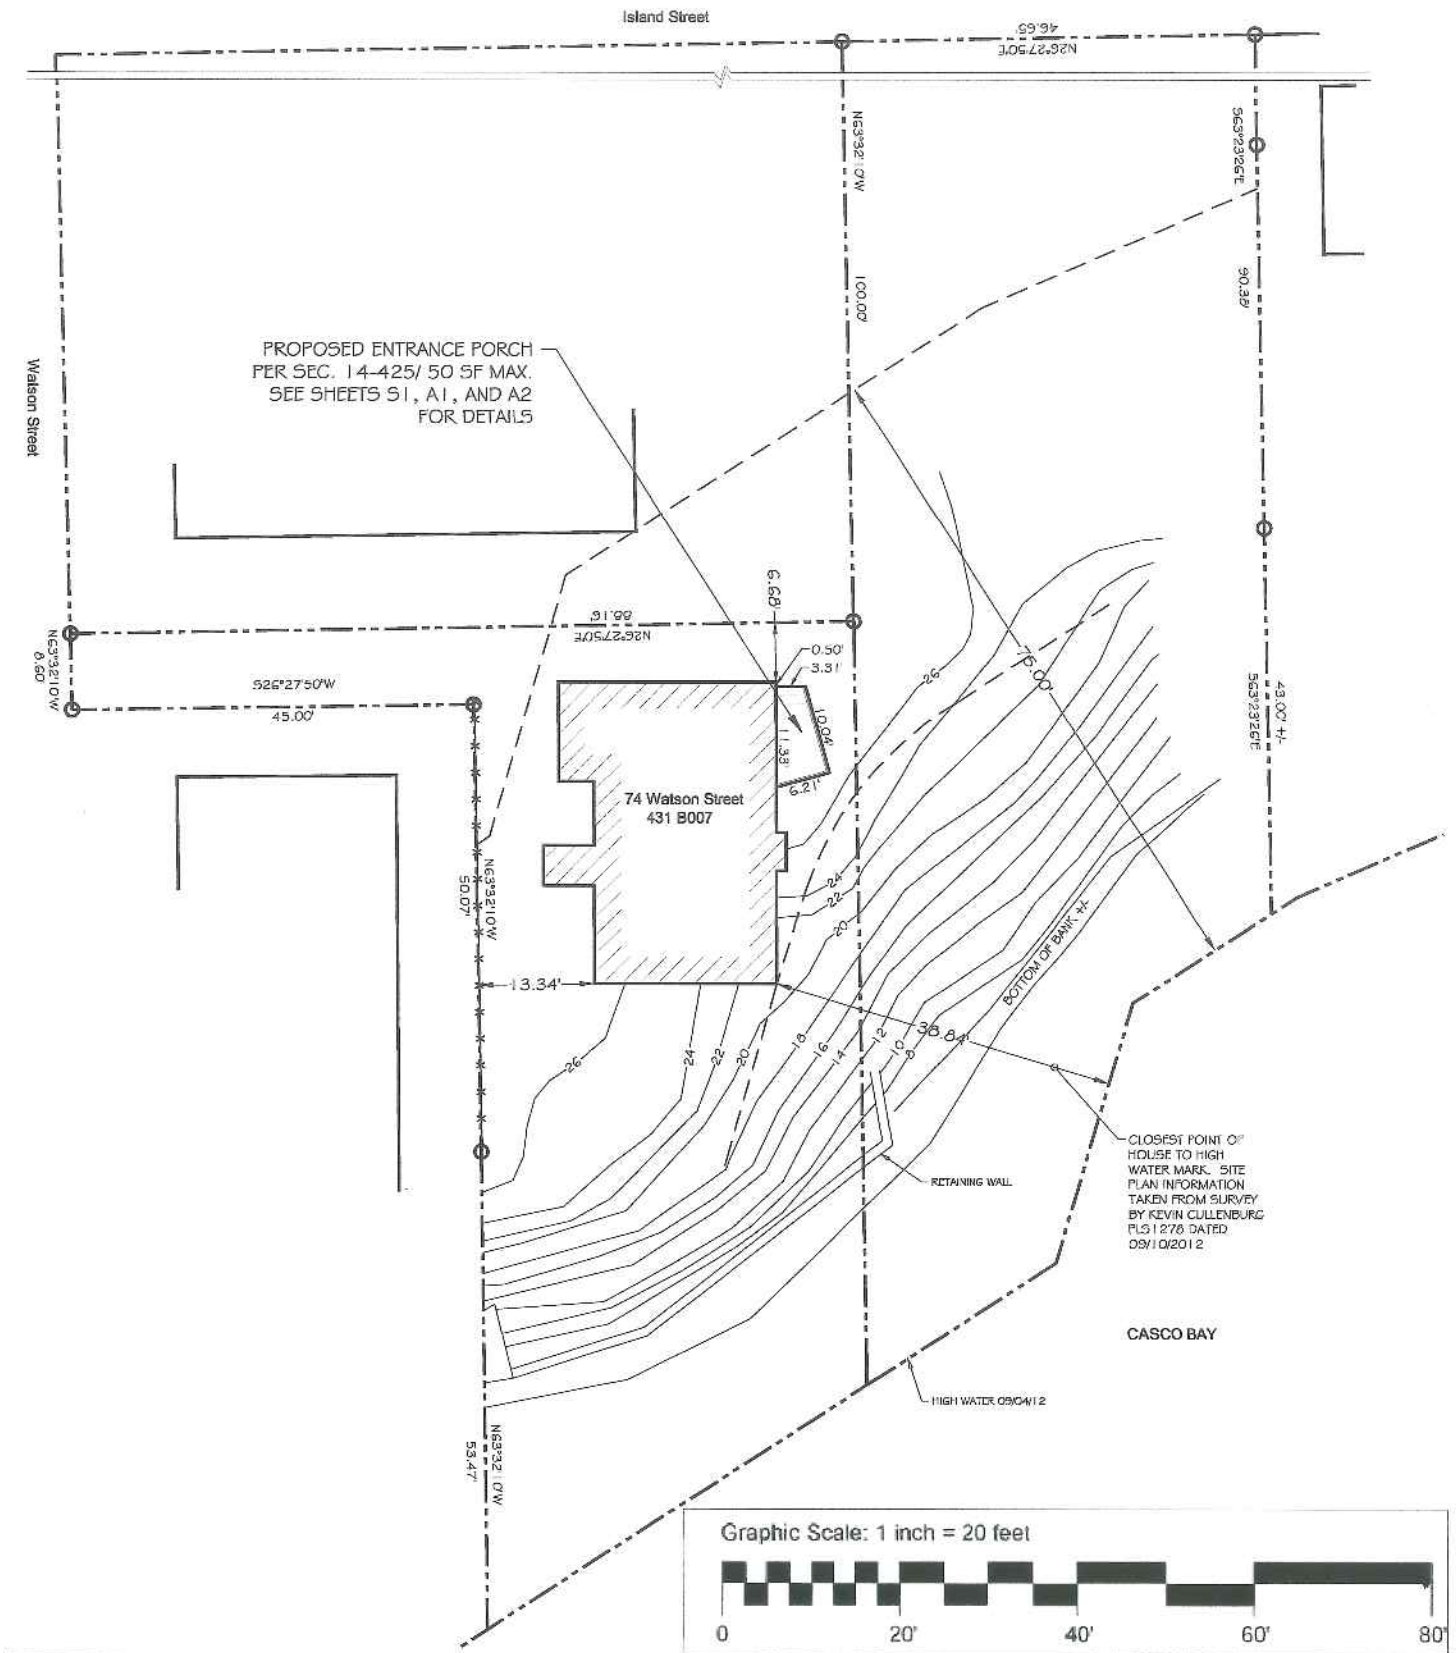 Island Street
46.65'
N26°27'50"E
N63°32'10"W
100.00'
S63°23'26"E
90.38'
Watson Street
PROPOSED ENTRANCE PORCH
PER SEC. 14-425/ 50 SF MAX.
SEE SHEETS S1, A1, AND A2
FOR DETAILS
88.16'
N26°27'50"E
N63°32'10"W
8.60'
S26°27'50"W
45.00'
6.68'
0.50'
3.31'
10.04'
11.33'
6.21'
26
75.00'
43.00' +/-
S63°23'26"E
74 Watson Street
431 B007
N63°32'10"W
50.07'
24
22
20
BOTTOM OF BANK +/-
13.34'
38.84'
26
24
22
20
18
16
14
12
10
8
CLOSEST POINT OF
HOUSE TO HIGH
WATER MARK. SITE
PLAN INFORMATION
TAKEN FROM SURVEY
BY KEVIN CULLENBURG
PLS1278 DATED
09/10/2012
RETAINING WALL
CASCO BAY
HIGH WATER 09/04/12
N63°32'10"W
53.47'
Graphic Scale: 1 inch = 20 feet
0 20' 40' 60' 80'